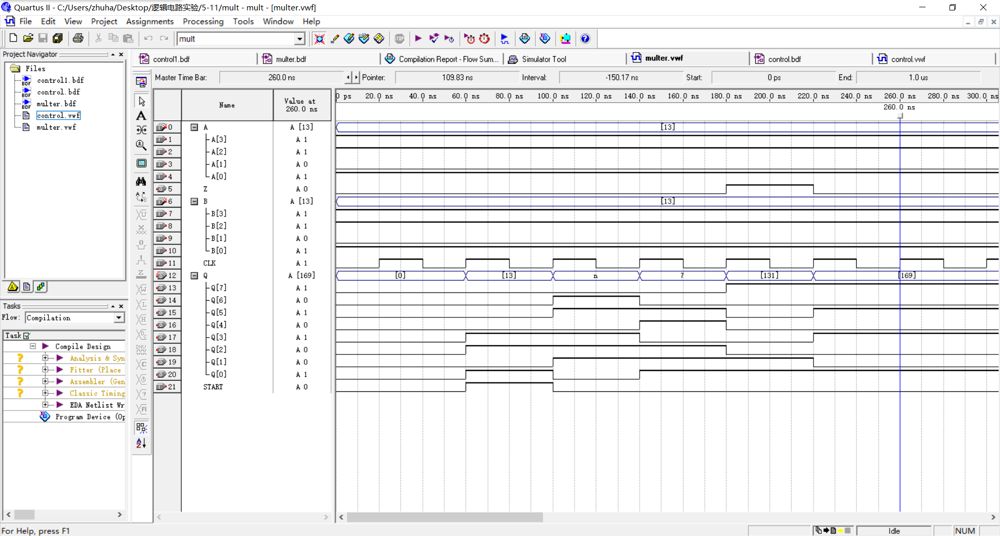 Quartus II - C:/Users/zhuha/Desktop/逻辑电路实验/5-11/mult - mult - [multer.vwf]
File Edit View Project Assignments Processing Tools Window Help
mult
STOP
Project Navigator
Files
control1.bdf
control.bdf
multer.bdf
control.vwf
multer.vwf
control1.bdf
multer.bdf
Compilation Report - Flow Sum...
Simulator Tool
multer.vwf
control.bdf
control.vwf
Master Time Bar: 260.0 ns Pointer: 109.83 ns Interval: -150.17 ns Start: 0 ps End: 1.0 us
Name
Value at
260.0 ns
0 ps 20.0 ns 40.0 ns 60.0 ns 80.0 ns 100.0 ns 120.0 ns 140.0 ns 160.0 ns 180.0 ns 200.0 ns 220.0 ns 240.0 ns 260.0 ns 280.0 ns 300.0 ns
260.0 ns
0 A A [13] [13]
1 A[3] A 1
2 A[2] A 1
3 A[1] A 0
4 A[0] A 1
5 Z A 0
6 B A [13] [13]
7 B[3] A 1
8 B[2] A 1
9 B[1] A 0
10 B[0] A 1
11 CLK A 1
12 Q A [169] [0] [13] n 7 [131] [169]
13 Q[7] A 1
14 Q[6] A 0
15 Q[5] A 1
16 Q[4] A 0
17 Q[3] A 1
18 Q[2] A 0
19 Q[1] A 0
20 Q[0] A 1
21 START A 0
Tasks
Flow: Compilation
Task
Compile Design
Analysis & Syn
Fitter (Place
Assembler (Gen
Classic Timing
EDA Netlist Wr
Program Device (Op
For Help, press F1
Idle
NUM